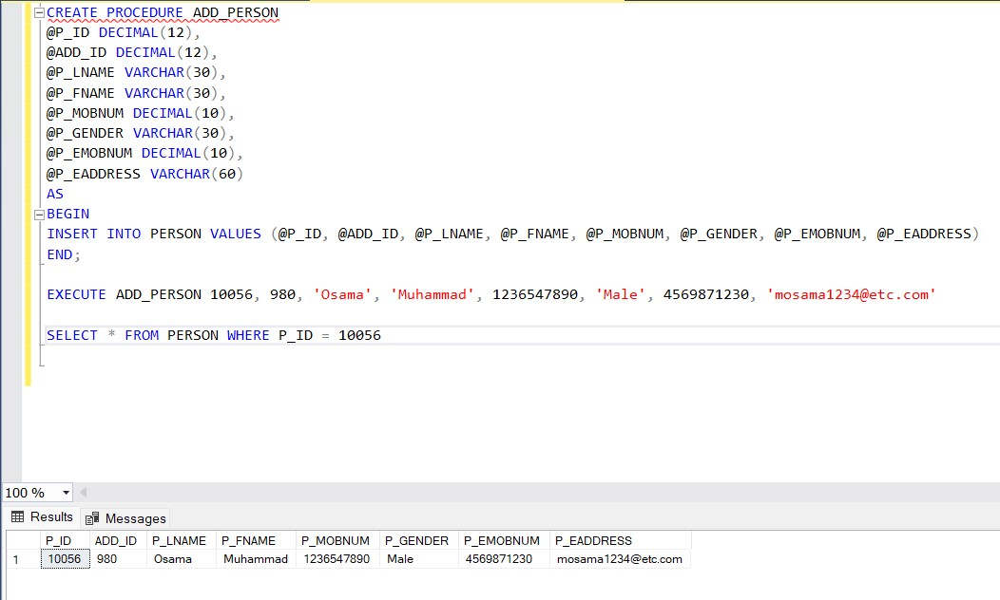 CREATE PROCEDURE ADD_PERSON
@P_ID DECIMAL(12),
@ADD_ID DECIMAL(12),
@P_LNAME VARCHAR(30),
@P_FNAME VARCHAR(30),
@P_MOBNUM DECIMAL(10),
@P_GENDER VARCHAR(30),
@P_EMOBNUM DECIMAL(10),
@P_EADDRESS VARCHAR(60)
AS
BEGIN
INSERT INTO PERSON VALUES (@P_ID, @ADD_ID, @P_LNAME, @P_FNAME, @P_MOBNUM, @P_GENDER, @P_EMOBNUM, @P_EADDRESS)
END;
EXECUTE ADD_PERSON 10056, 980, 'Osama', 'Muhammad', 1236547890, 'Male', 4569871230, 'mosama1234@etc.com'
SELECT * FROM PERSON WHERE P_ID = 10056
100 %
Results Messages
P_ID ADD_ID P_LNAME P_FNAME P_MOBNUM P_GENDER P_EMOBNUM P_EADDRESS
1 10056 980 Osama Muhammad 1236547890 Male 4569871230 mosama1234@etc.com